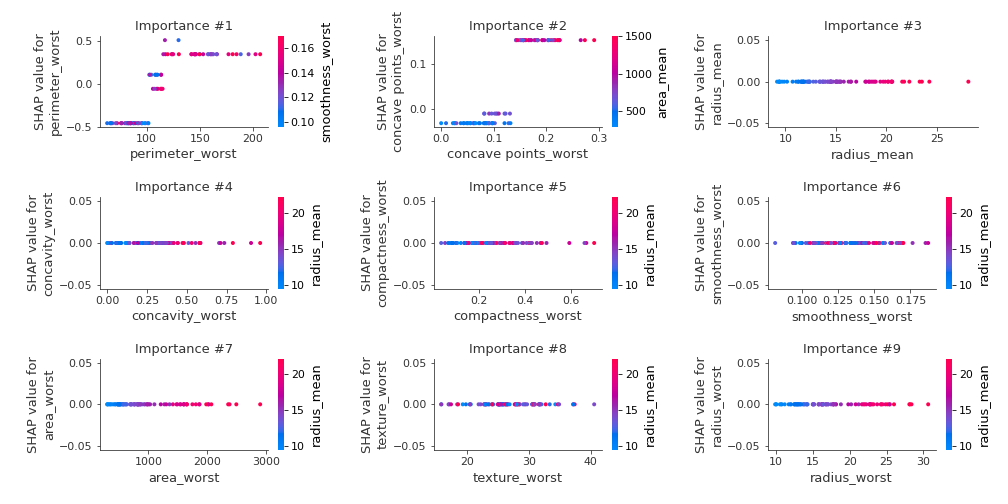 Importance #1
0.5
0.0
−0.5
SHAP value for
perimeter_worst
100
150
200
perimeter_worst
0.16
0.14
0.12
0.10
smoothness_worst
Importance #2
0.1
0.0
SHAP value for
concave points_worst
0.0
0.1
0.2
0.3
concave points_worst
1500
1000
500
area_mean
Importance #3
0.05
0.00
−0.05
SHAP value for
radius_mean
10
15
20
25
radius_mean
Importance #4
0.05
0.00
−0.05
SHAP value for
concavity_worst
0.00
0.25
0.50
0.75
1.00
concavity_worst
20
15
10
radius_mean
Importance #5
0.05
0.00
−0.05
SHAP value for
compactness_worst
0.2
0.4
0.6
compactness_worst
20
15
10
radius_mean
Importance #6
0.05
0.00
−0.05
SHAP value for
smoothness_worst
0.100
0.125
0.150
0.175
smoothness_worst
20
15
10
radius_mean
Importance #7
0.05
0.00
−0.05
SHAP value for
area_worst
1000
2000
3000
area_worst
20
15
10
radius_mean
Importance #8
0.05
0.00
−0.05
SHAP value for
texture_worst
20
30
40
texture_worst
20
15
10
radius_mean
Importance #9
0.05
0.00
−0.05
SHAP value for
radius_worst
10
15
20
25
30
radius_worst
20
15
10
radius_mean